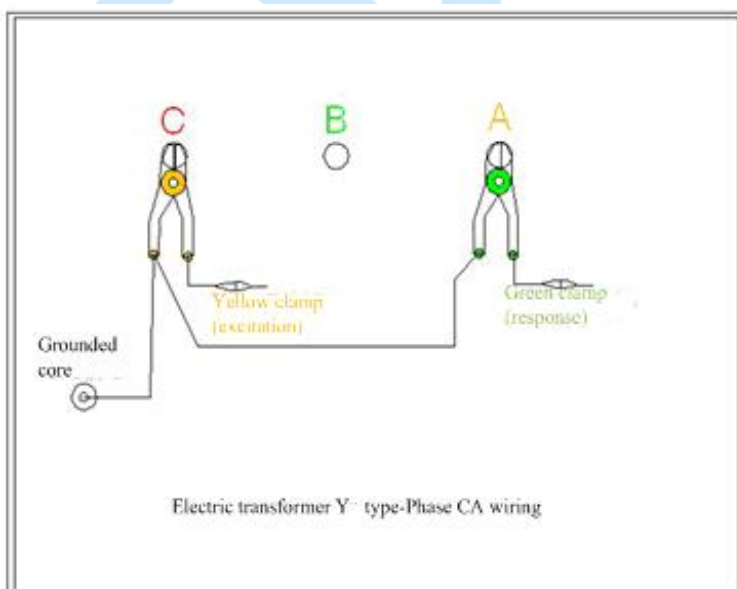 C B A
Yellow clamp
(excitation)
Green clamp
(response)
Grounded
core
Electric transformer Y type-Phase CA wiring